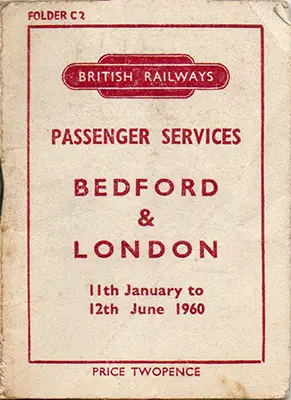 FOLDER C2
BRITISH RAILWAYS
PASSENGER SERVICES
BEDFORD
&
LONDON
11th January to
12th June 1960
PRICE TWOPENCE